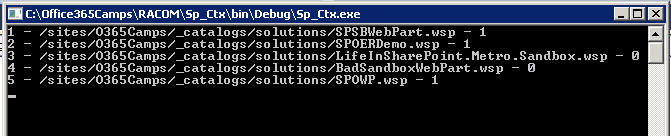 C:\Office365Camps\RACOM\Sp_Ctx\bin\Debug\Sp_Ctx.exe
1 - /sites/O365Camps/_catalogs/solutions/SPSBWebPart.wsp - 1
2 - /sites/O365Camps/_catalogs/solutions/SPOERDemo.wsp - 1
3 - /sites/O365Camps/_catalogs/solutions/LifeInSharePoint.Metro.Sandbox.wsp - 0
4 - /sites/O365Camps/_catalogs/solutions/BadSandboxWebPart.wsp - 0
5 - /sites/O365Camps/_catalogs/solutions/SPOWP.wsp - 1